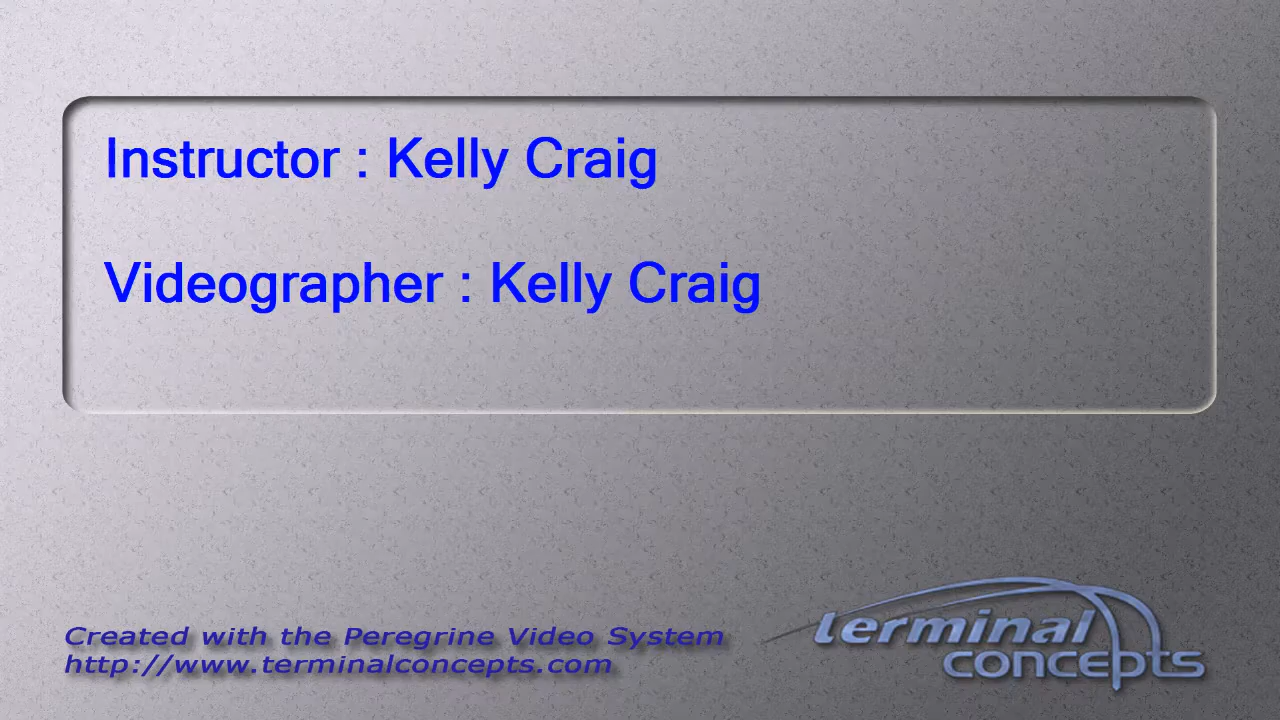 Instructor : Kelly Craig
Videographer : Kelly Craig
Created with the Peregrine Video System
http://www.terminalconcepts.com
terminal
concepts